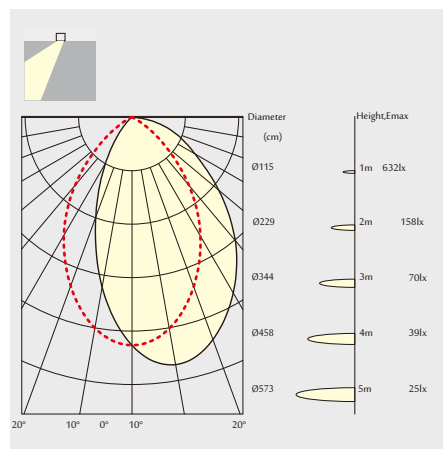 Diameter Height,Emax
(cm)
Ø115 1m 632lx
Ø229 2m 158lx
Ø344 3m 70lx
Ø458 4m 39lx
Ø573 5m 25lx
20° 10° 0° 10° 20°